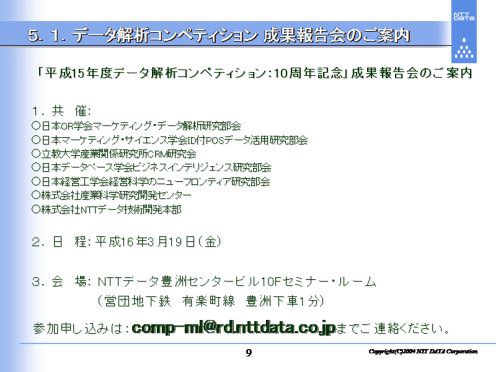 NTT
Data
５．１．データ解析コンペティション 成果報告会のご案内
「平成15年度データ解析コンペティション：10周年記念」成果報告会のご案内
１．共　催：
○日本OR学会マーケティング・データ解析研究部会
○日本マーケティング・サイエンス学会ID付POSデータ活用研究部会
○立教大学産業関係研究所CRM研究会
○日本データベース学会ビジネスインテリジェンス研究部会
○日本経営工学会経営科学のニューフロンティア研究部会
○株式会社産業科学研究開発センター
○株式会社NTTデータ技術開発本部
２．日　程：平成16年3月19日（金）
３．会　場：NTTデータ豊洲センタービル10Fセミナー・ルーム
（営団地下鉄　有楽町線　豊洲下車1分）
参加申し込みは：comp-ml@rd.nttdata.co.jpまでご連絡ください。
9
Copyright(C)2004 NTT DATA Corporation